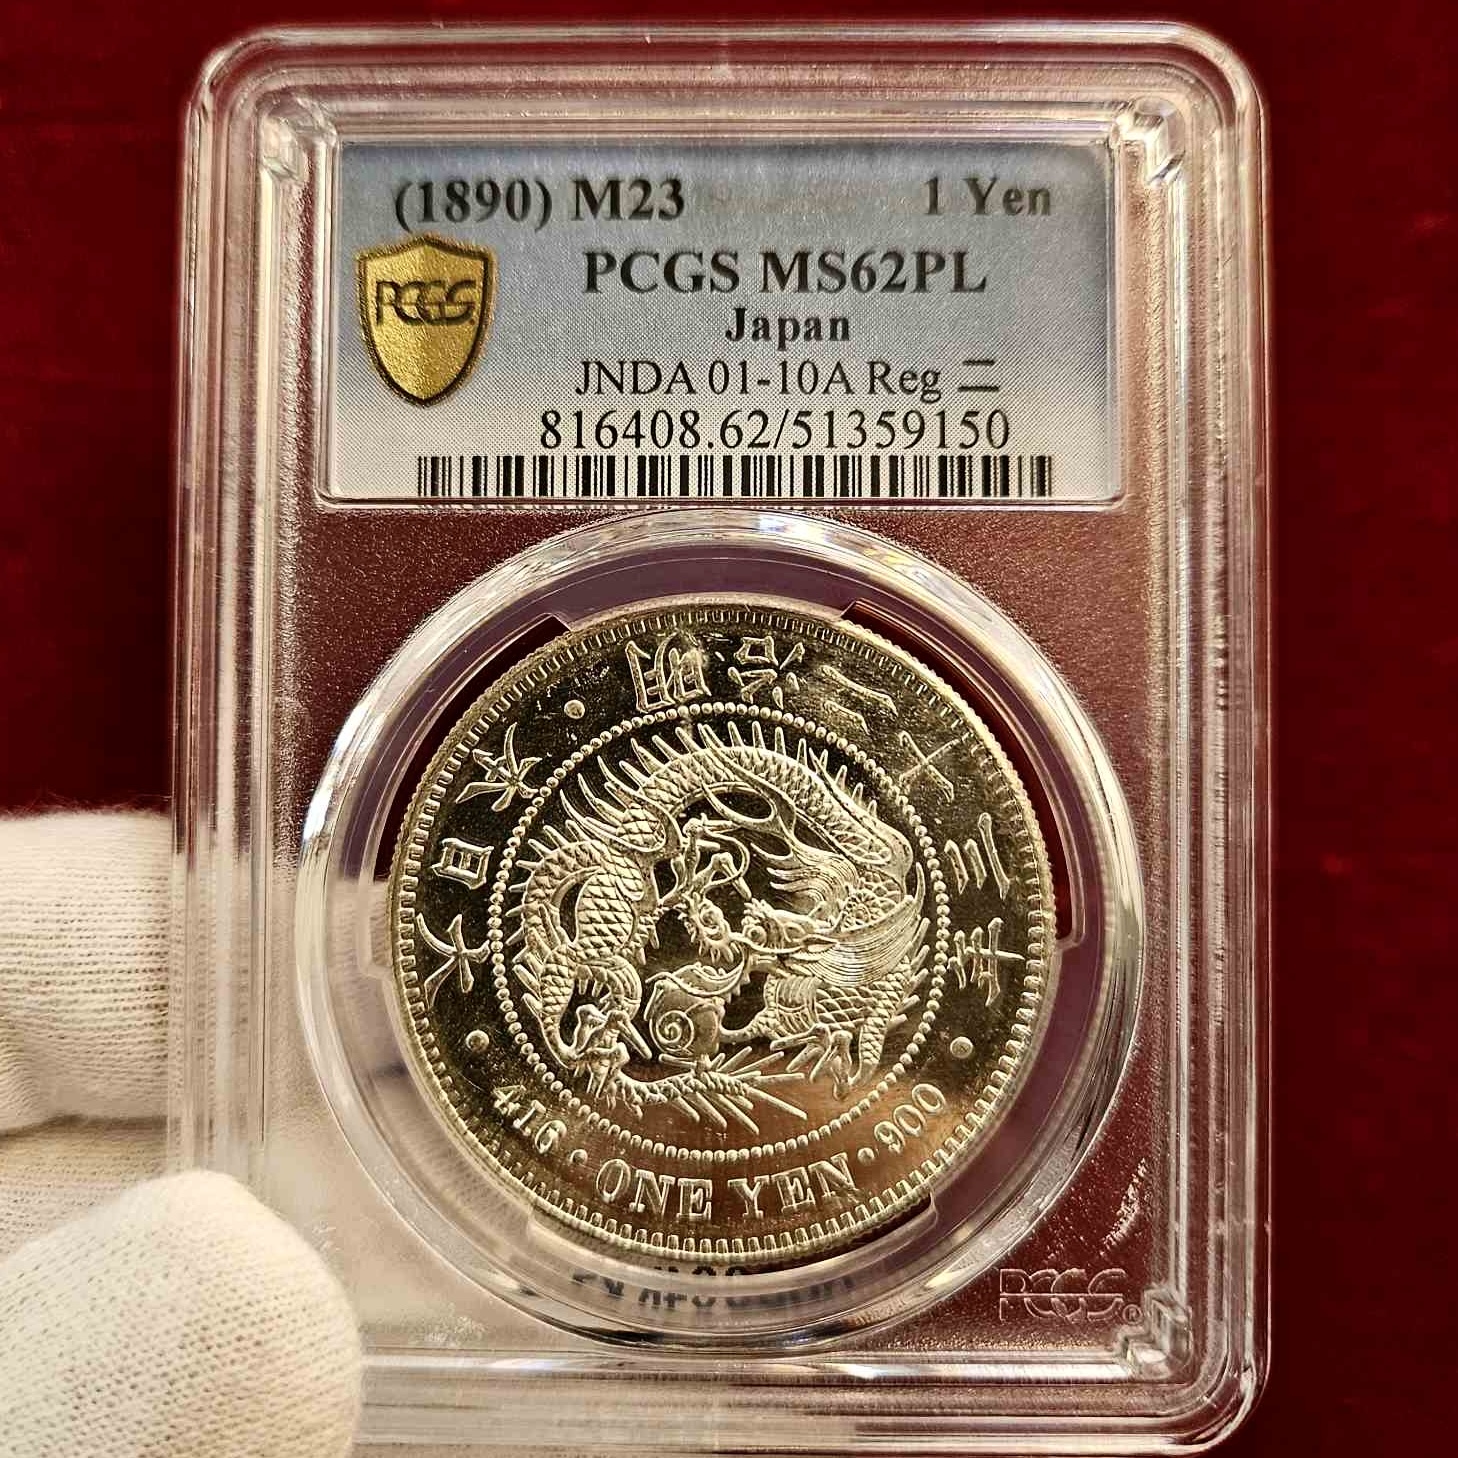 (1890) M23 1 Yen
PCGS MS62PL
PCGS
Japan
JNDA 01-10A Reg 二
816408.62/51359150
大日本・明治二十三年
416・ONE YEN・900
PCGS®